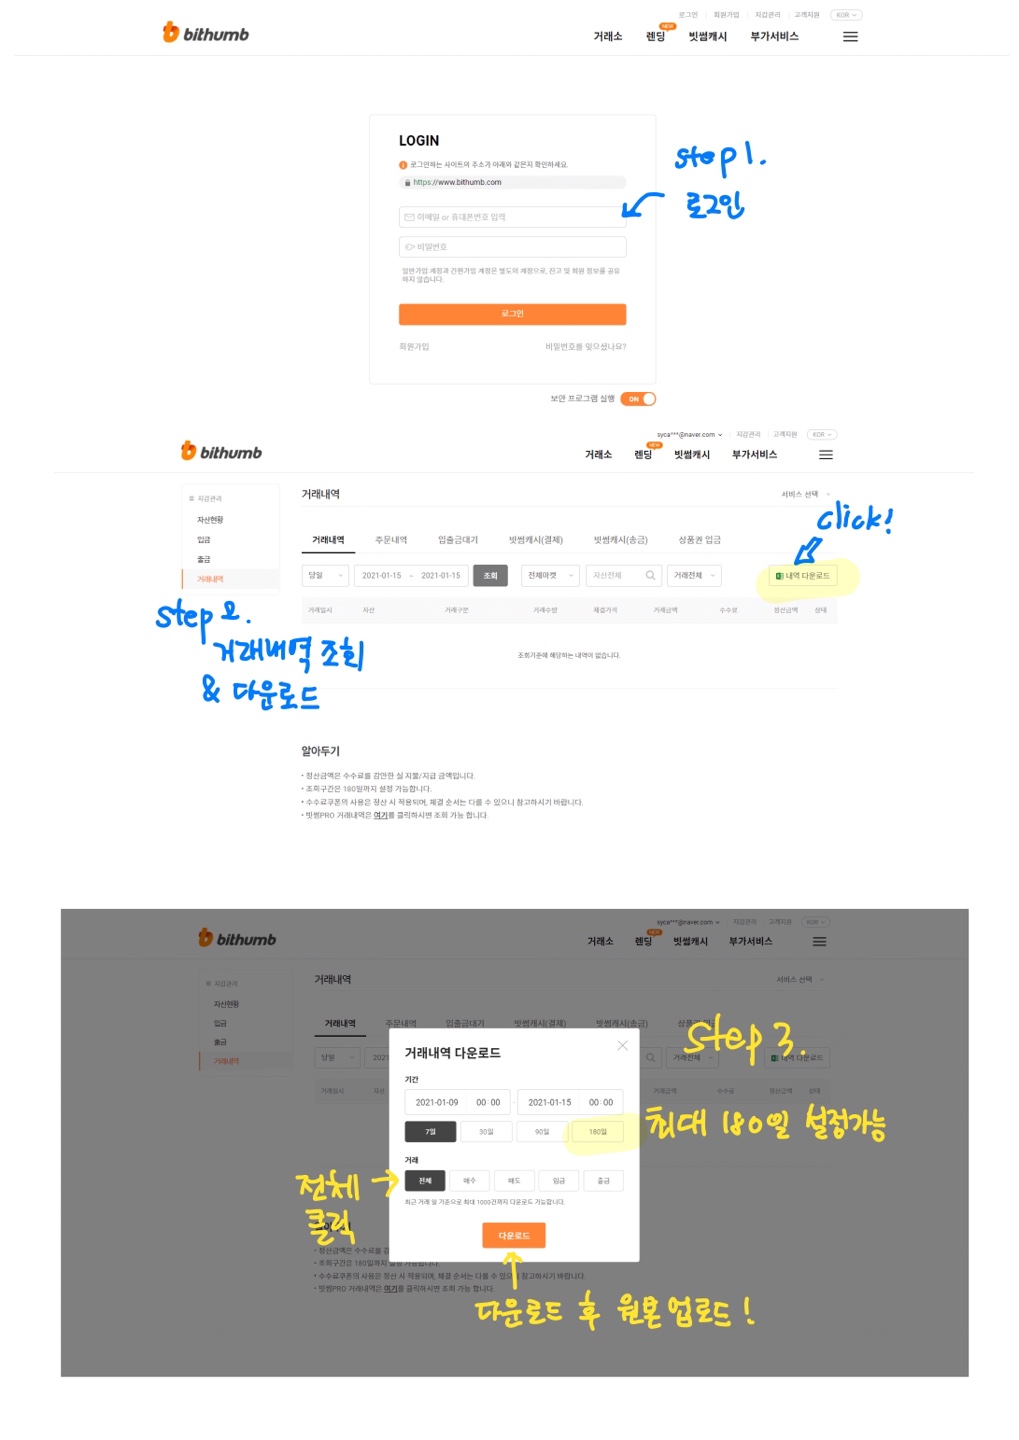 로그인 회원가입 지갑관리 고객지원 KOR
bithumb
거래소 렌딩 NEW 빗썸캐시 부가서비스
LOGIN
로그인하는 사이트의 주소가 아래와 같은지 확인하세요.
https://www.bithumb.com
이메일 or 휴대폰번호 입력
비밀번호
일반가입 계정과 간편가입 계정은 별도의 계정으로, 잔고 및 회원 정보를 공유
하지 않습니다.
로그인
회원가입 비밀번호를 잊으셨나요?
보안 프로그램 실행 ON
step 1.
로그인
syca***@naver.com 지갑관리 고객지원 KOR
bithumb
거래소 렌딩 NEW 빗썸캐시 부가서비스
지갑관리
자산현황
입금
출금
거래내역
거래내역 서비스 선택
click!
거래내역 주문내역 입출금대기 빗썸캐시(결제) 빗썸캐시(송금) 상품권 입금
당일 2021-01-15 ~ 2021-01-15 조회 전체마켓 자산전체 거래전체 내역 다운로드
거래일시 자산 거래구분 거래수량 체결가격 거래금액 수수료 정산금액 상태
조회기준에 해당하는 내역이 없습니다.
step 2.
거래내역 조회
& 다운로드
알아두기
• 정산금액은 수수료를 감안한 실 지불/지급 금액입니다.
• 조회구간은 180일까지 설정 가능합니다.
• 수수료쿠폰의 사용은 정산 시 적용되며, 체결 순서는 다를 수 있으니 참고하시기 바랍니다.
• 빗썸PRO 거래내역은 여기를 클릭하시면 조회 가능 합니다.
syca***@naver.com 지갑관리 고객지원 KOR
bithumb
거래소 렌딩 NEW 빗썸캐시 부가서비스
지갑관리
자산현황
입금
출금
거래내역
거래내역 서비스 선택
거래내역 주문내역 입출금대기 빗썸캐시(결제) 빗썸캐시(송금)
당일 2021 거래전체 내역 다운로드
거래일시 자산 거래금액 수수료 정산금액 상태
거래내역 다운로드
기간
2021-01-09 00:00 - 2021-01-15 00:00
7일 30일 90일 180일
거래
전체 매수 매도 입금 출금
최근 거래 일 기준으로 최대 1000건까지 다운로드 가능합니다.
다운로드
step 3.
최대 180일 설정가능
전체
클릭
• 정산금액은 수수료를 감
• 조회구간은 180일까지 설정 가능합니다.
• 수수료쿠폰의 사용은 정산 시 적용되며, 체결 순서는 다를 수 있으니 참고하시기 바랍니다.
• 빗썸PRO 거래내역은 여기를 클릭하시면 조회 가능 합니다.
다운로드 후 원본 업로드!